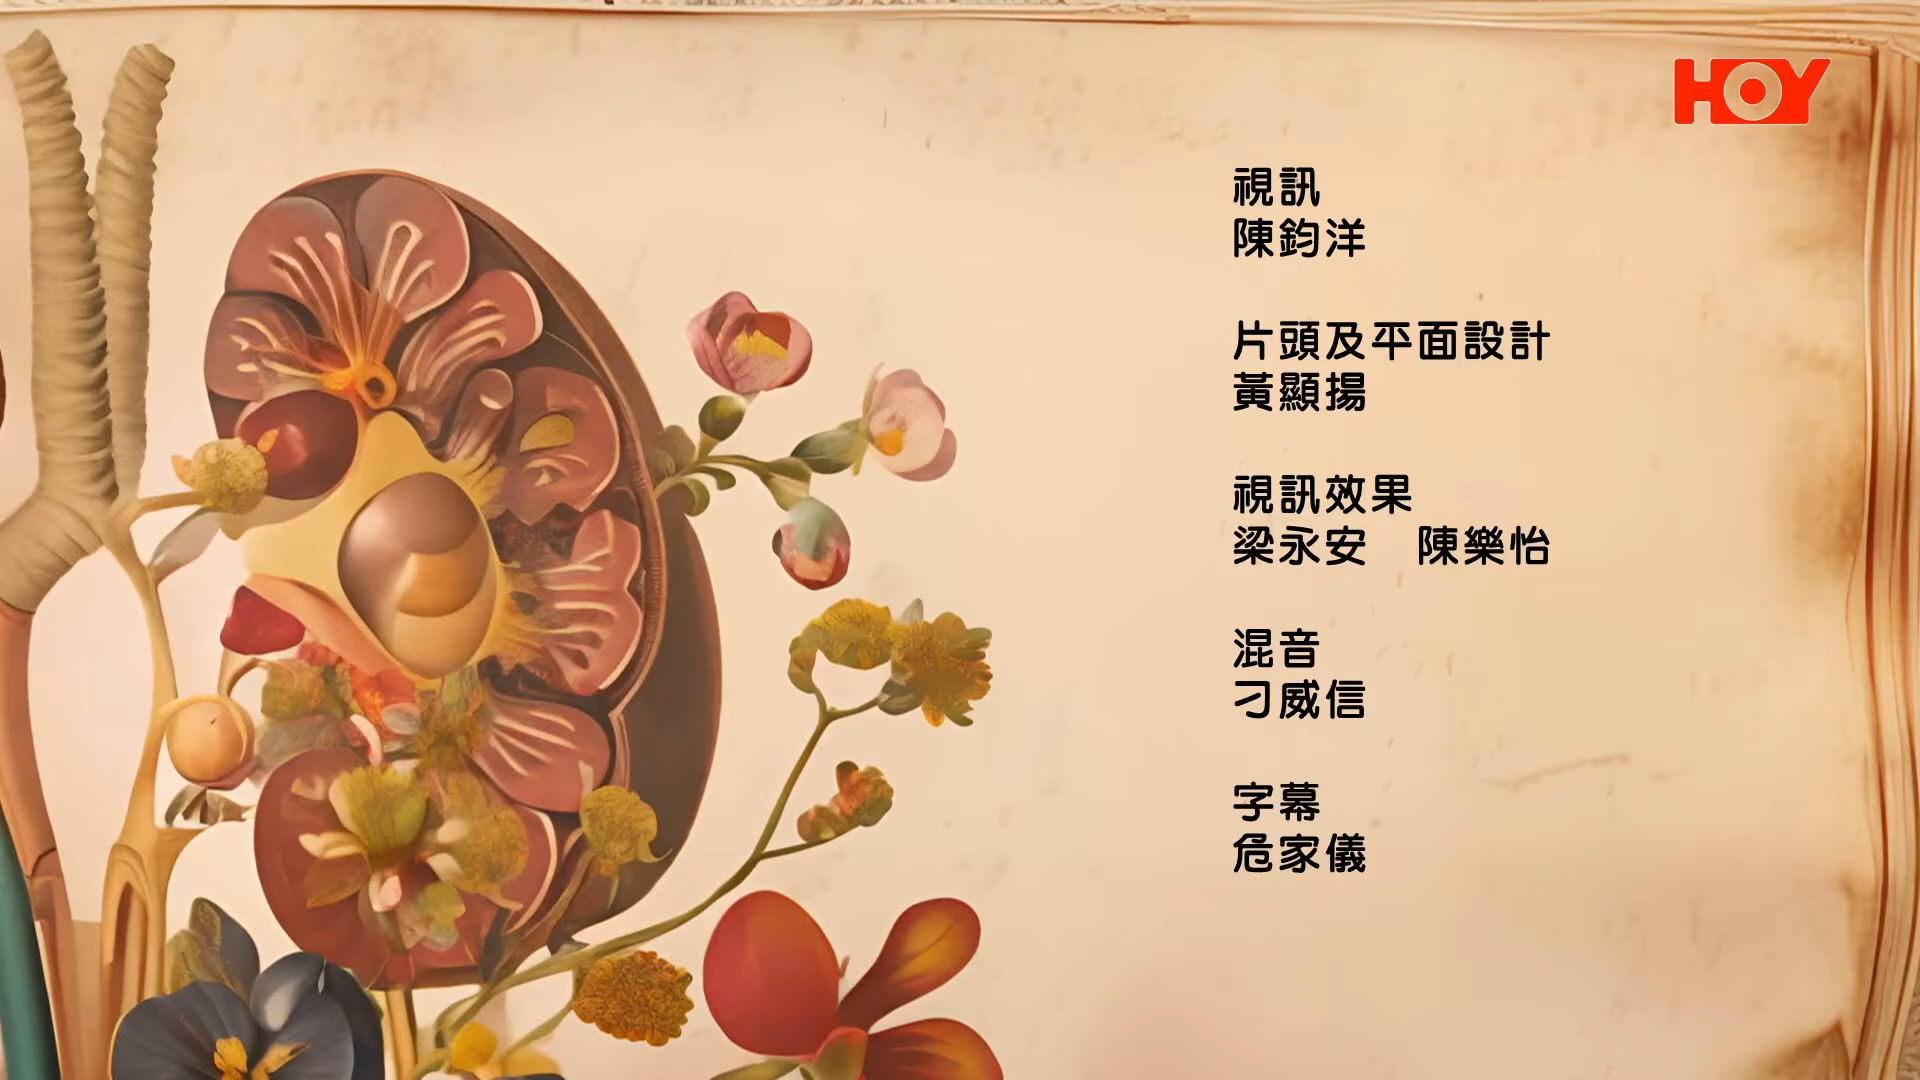 HOY
視訊
陳鈞洋
片頭及平面設計
黃顯揚
視訊效果
梁永安　陳樂怡
混音
刁威信
字幕
危家儀